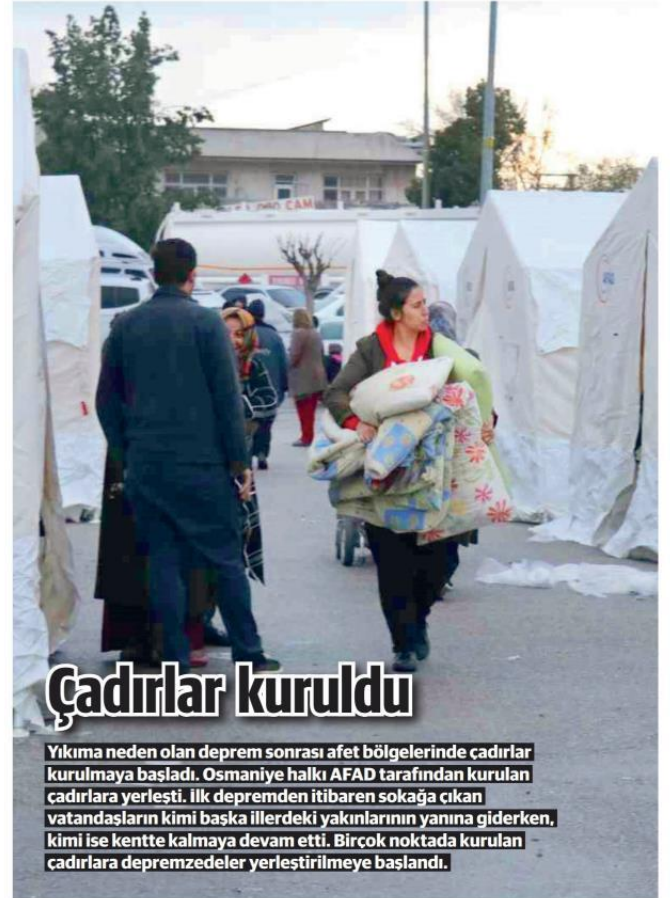 Çadırlar kuruldu
Yıkıma neden olan deprem sonrası afet bölgelerinde çadırlar
kurulmaya başladı. Osmaniye halkı AFAD tarafından kurulan
çadırlara yerleşti. İlk depremden itibaren sokağa çıkan
vatandaşların kimi başka illerdeki yakınlarının yanına giderken,
kimi ise kentte kalmaya devam etti. Birçok noktada kurulan
çadırlara depremzedeler yerleştirilmeye başlandı.